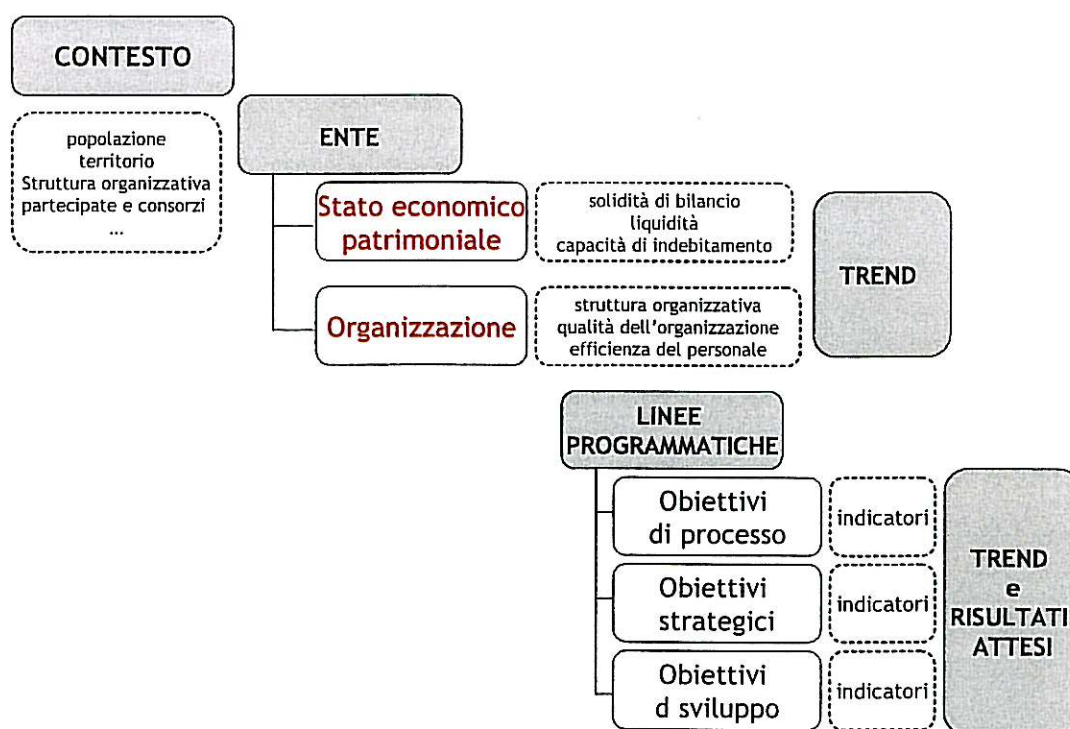 CONTESTO
popolazione
territorio
Struttura organizzativa
partecipate e consorzi
...
ENTE
Stato economico
patrimoniale
solidità di bilancio
liquidità
capacità di indebitamento
Organizzazione
struttura organizzativa
qualità dell'organizzazione
efficienza del personale
TREND
LINEE
PROGRAMMATICHE
Obiettivi
di processo
indicatori
Obiettivi
strategici
indicatori
Obiettivi
d sviluppo
indicatori
TREND
e
RISULTATI
ATTESI